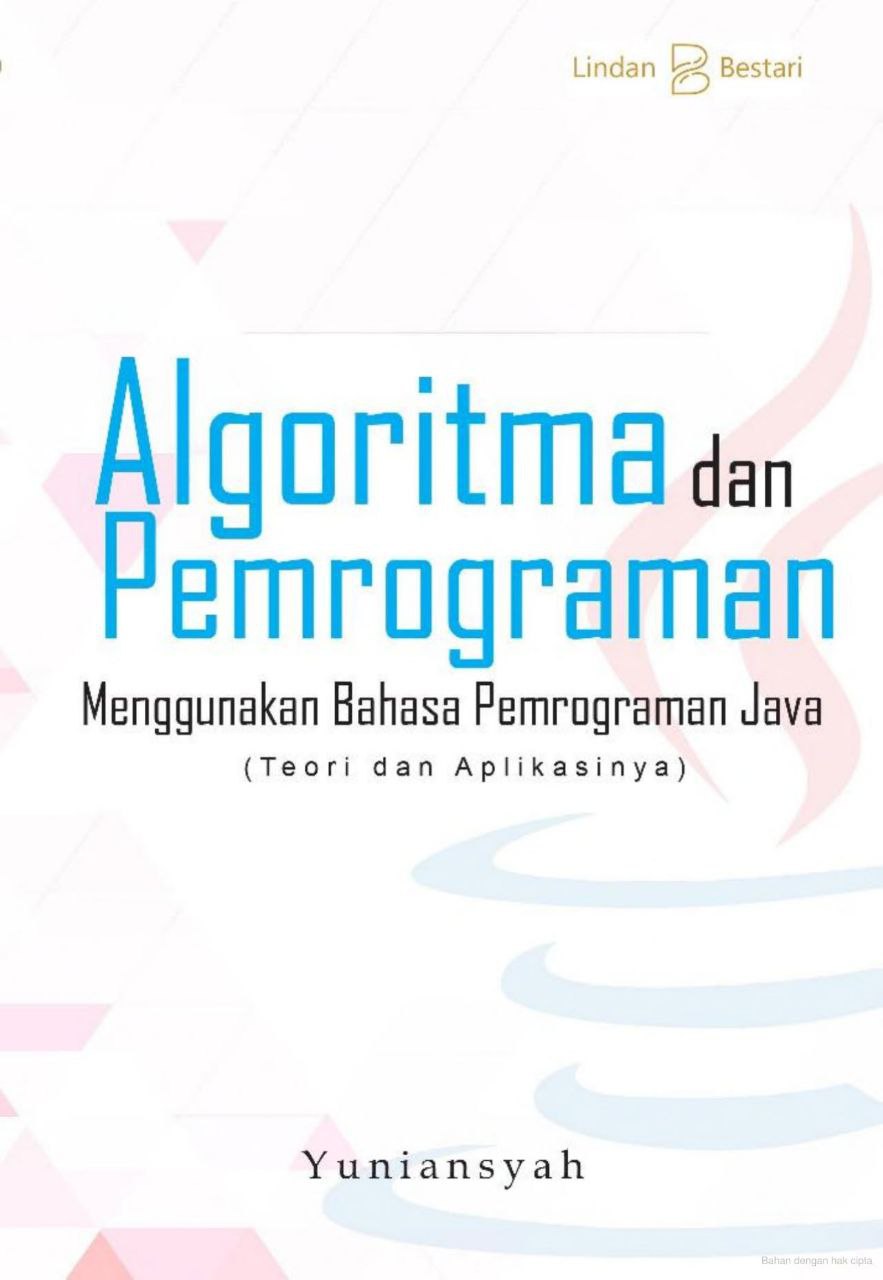 Lindan Bestari
Algoritma dan
Pemrograman
Menggunakan Bahasa Pemrograman Java
(Teori dan Aplikasinya)
Yuniansyah
Bahan dengan hak cipta